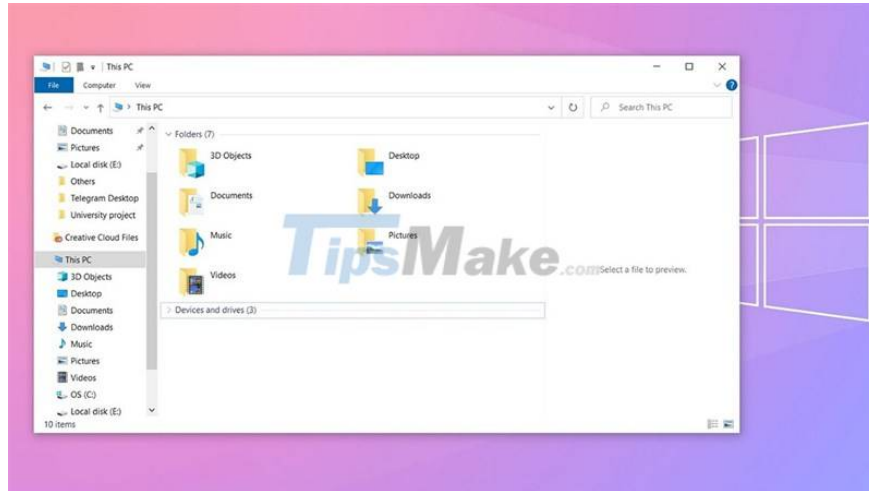 This PC
File Computer View
This PC
Search This PC
Documents
Pictures
Local disk (E:)
Others
Telegram Desktop
University project
Creative Cloud Files
This PC
3D Objects
Desktop
Documents
Downloads
Music
Pictures
Videos
OS (C:)
Local disk (E:)
Folders (7)
3D Objects
Desktop
Documents
Downloads
Music
Pictures
Videos
Devices and drives (3)
TipsMake.com
Select a file to preview.
10 items